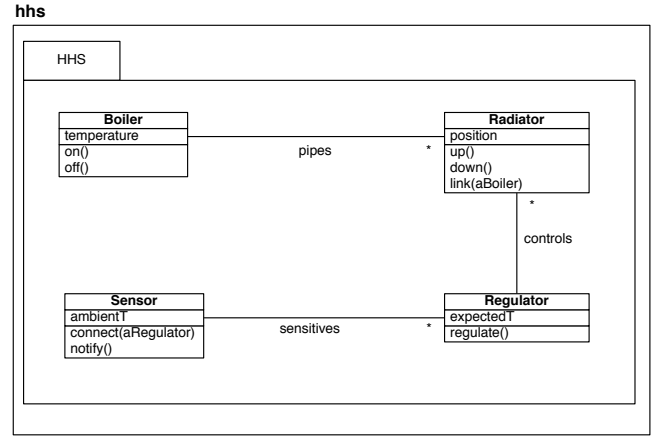 hhs
HHS
Boiler
temperature
on()
off()
pipes
*
Radiator
position
up()
down()
link(aBoiler)
*
controls
Sensor
ambientT
connect(aRegulator)
notify()
sensitives
*
Regulator
expectedT
regulate()